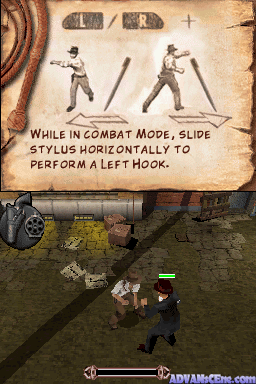 L / R +
While in combat Mode, slide
stylus horizontally to
perform a Left Hook.
ADVANsCEne.com